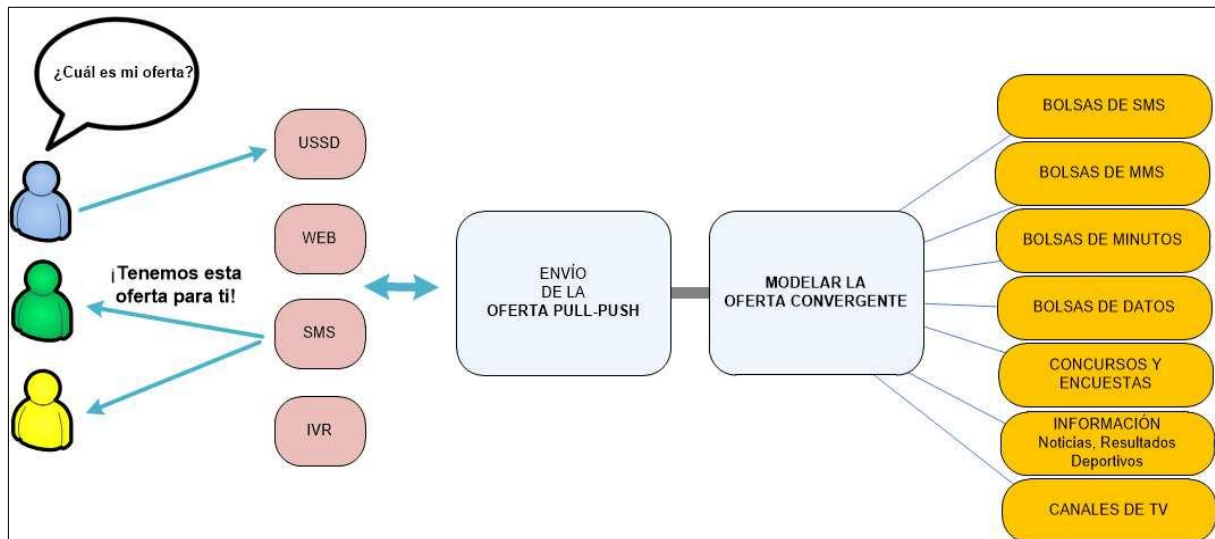 ¿Cuál es mi oferta?
¡Tenemos esta
oferta para ti!
USSD
WEB
SMS
IVR
ENVÍO
DE LA
OFERTA PULL-PUSH
MODELAR LA
OFERTA CONVERGENTE
BOLSAS DE SMS
BOLSAS DE MMS
BOLSAS DE MINUTOS
BOLSAS DE DATOS
CONCURSOS Y
ENCUESTAS
INFORMACIÓN
Noticias, Resultados
Deportivos
CANALES DE TV